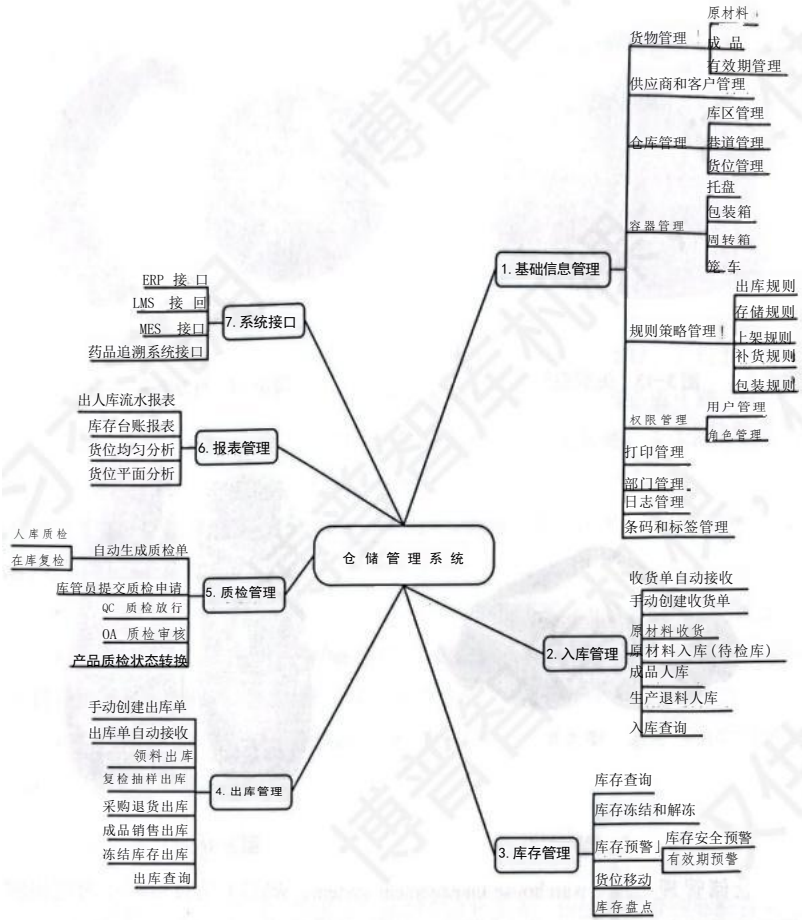 原材料
货物管理
成品
有效期管理
供应商和客户管理
库区管理
仓库管理
巷道管理
货位管理
托盘
包装箱
容器管理
周转箱
笼车
1.基础信息管理
出库规则
存储规则
规则策略管理
上架规则
补货规则
包装规则
用户管理
权限管理
角色管理
打印管理
部门管理
日志管理
条码和标签管理
ERP 接口
LMS 接 回
7.系统接口
MES 接口
药品追溯系统接口
出人库流水报表
库存台账报表
6.报表管理
货位均匀分析
货位平面分析
仓储管理系统
人库质检
自动生成质检单
在库复检
库管员提交质检申请
5.质检管理
QC 质检放行
OA 质检审核
产品质检状态转换
收货单自动接收
手动创建收货单
原材料收货
2.入库管理
原材料入库(待检库)
成品人库
生产退料人库
入库查询
手动创建出库单
出库单自动接收
领料出库
复检抽样出库
4.出库管理
采购退货出库
成品销售出库
冻结库存出库
出库查询
库存查询
库存冻结和解冻
3.库存管理
库存预警
库存安全预警
有效期预警
货位移动
库存盘点